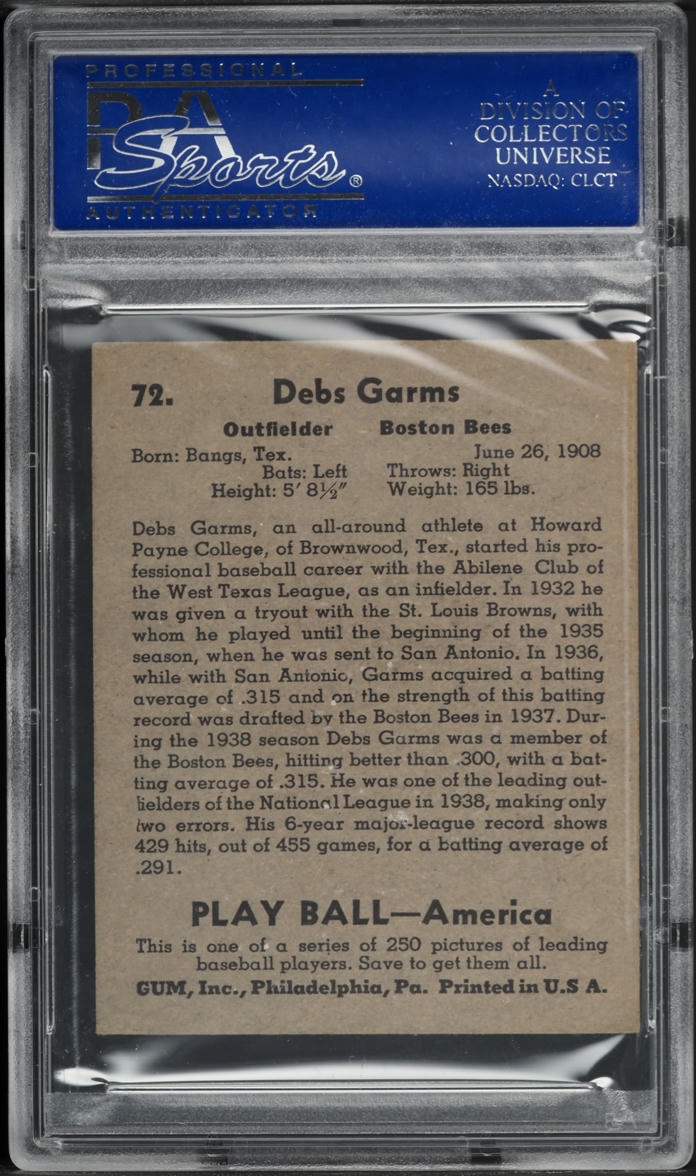 PROFESSIONAL
PSA
Sports®
AUTHENTICATOR
A
DIVISION OF
COLLECTORS
UNIVERSE
NASDAQ: CLCT
72. Debs Garms
Outfielder Boston Bees
Born: Bangs, Tex. June 26, 1908
Bats: Left Throws: Right
Height: 5' 8½" Weight: 165 lbs.
Debs Garms, an all-around athlete at Howard
Payne College, of Brownwood, Tex., started his pro-
fessional baseball career with the Abilene Club of
the West Texas League, as an infielder. In 1932 he
was given a tryout with the St. Louis Browns, with
whom he played until the beginning of the 1935
season, when he was sent to San Antonio. In 1936,
while with San Antonio, Garms acquired a batting
average of .315 and on the strength of this batting
record was drafted by the Boston Bees in 1937. Dur-
ing the 1938 season Debs Garms was a member of
the Boston Bees, hitting better than .300, with a bat-
ting average of .315. He was one of the leading out-
fielders of the National League in 1938, making only
two errors. His 6-year major-league record shows
429 hits, out of 455 games, for a batting average of
.291.
PLAY BALL—America
This is one of a series of 250 pictures of leading
baseball players. Save to get them all.
GUM, Inc., Philadelphia, Pa. Printed in U.S A.